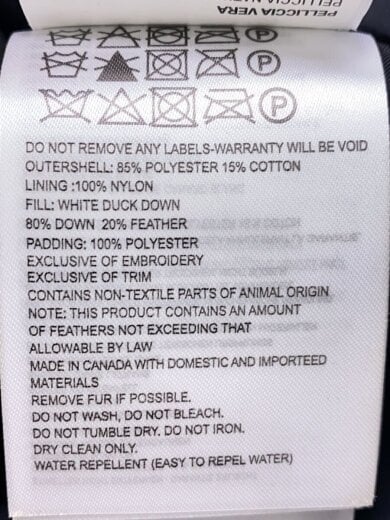 PELLICCIA NAT
PELLICCIA VERA
P
P
P
DO NOT REMOVE ANY LABELS-WARRANTY WILL BE VOID
OUTERSHELL: 85% POLYESTER 15% COTTON
LINING :100% NYLON
FILL: WHITE DUCK DOWN
80% DOWN 20% FEATHER
PADDING: 100% POLYESTER
EXCLUSIVE OF EMBROIDERY
EXCLUSIVE OF TRIM
CONTAINS NON-TEXTILE PARTS OF ANIMAL ORIGIN
NOTE: THIS PRODUCT CONTAINS AN AMOUNT
OF FEATHERS NOT EXCEEDING THAT
ALLOWABLE BY LAW
MADE IN CANADA WITH DOMESTIC AND IMPORTEED
MATERIALS
REMOVE FUR IF POSSIBLE.
DO NOT WASH, DO NOT BLEACH.
DO NOT TUMBLE DRY. DO NOT IRON.
DRY CLEAN ONLY.
WATER REPELLENT (EASY TO REPEL WATER)